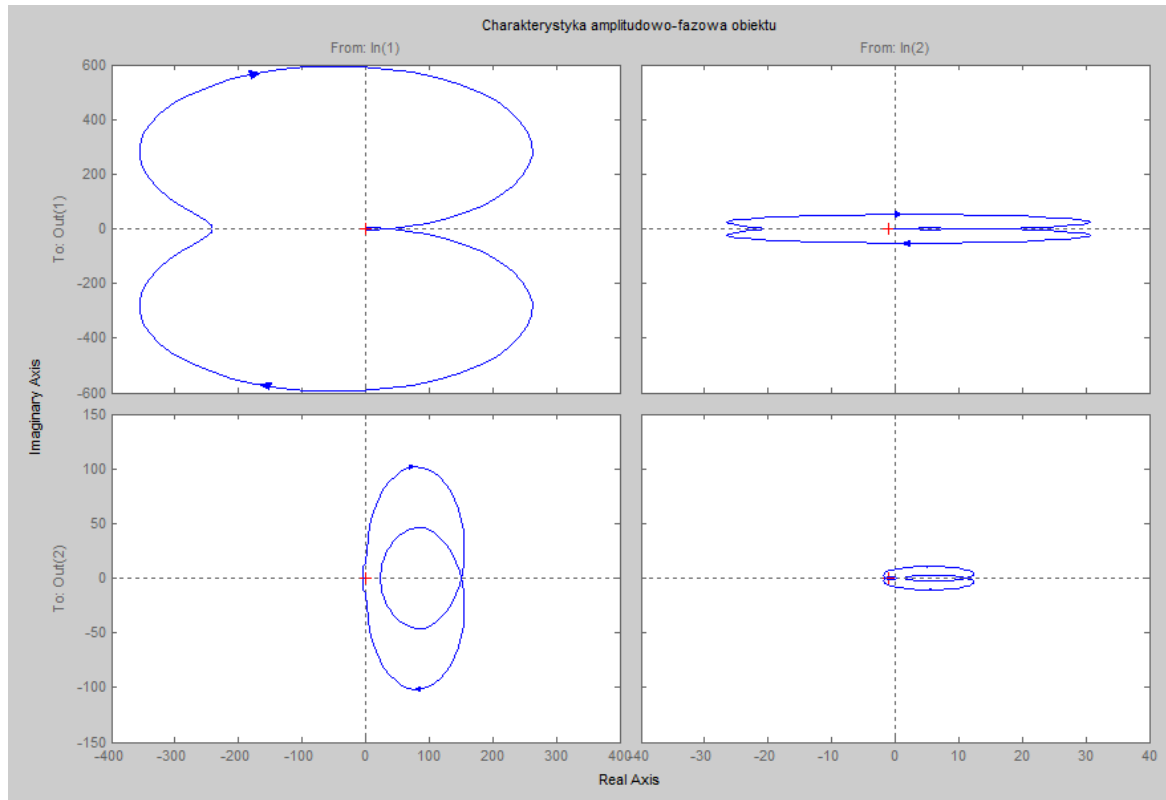 Charakterystyka amplitudowo-fazowa obiektu
From: In(1)
From: In(2)
To: Out(1)
To: Out(2)
Imaginary Axis
600
400
200
0
-200
-400
-600
150
100
50
0
-50
-100
-150
-400 -300 -200 -100 0 100 200 300 400
-40 -30 -20 -10 0 10 20 30 40
Real Axis